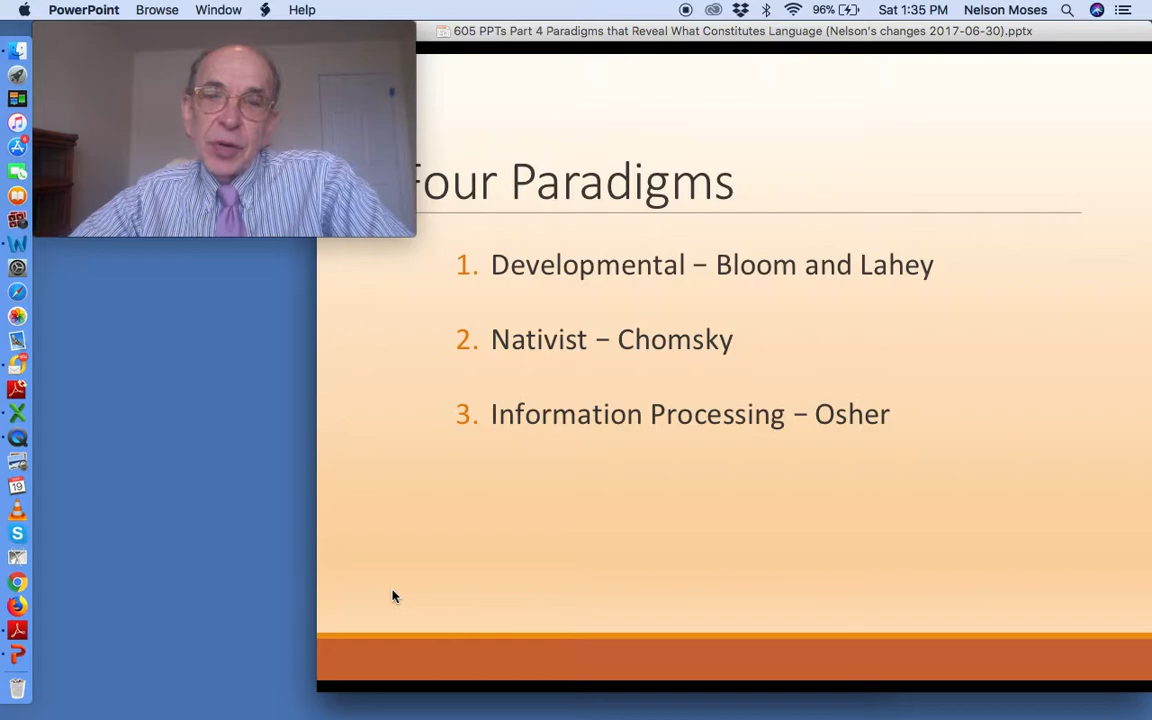 PowerPoint Browse Window Help 96% Sat 1:35 PM Nelson Moses
605 PPTs Part 4 Paradigms that Reveal What Constitutes Language (Nelson's changes 2017-06-30).pptx
Four Paradigms
1. Developmental – Bloom and Lahey
2. Nativist – Chomsky
3. Information Processing – Osher
19